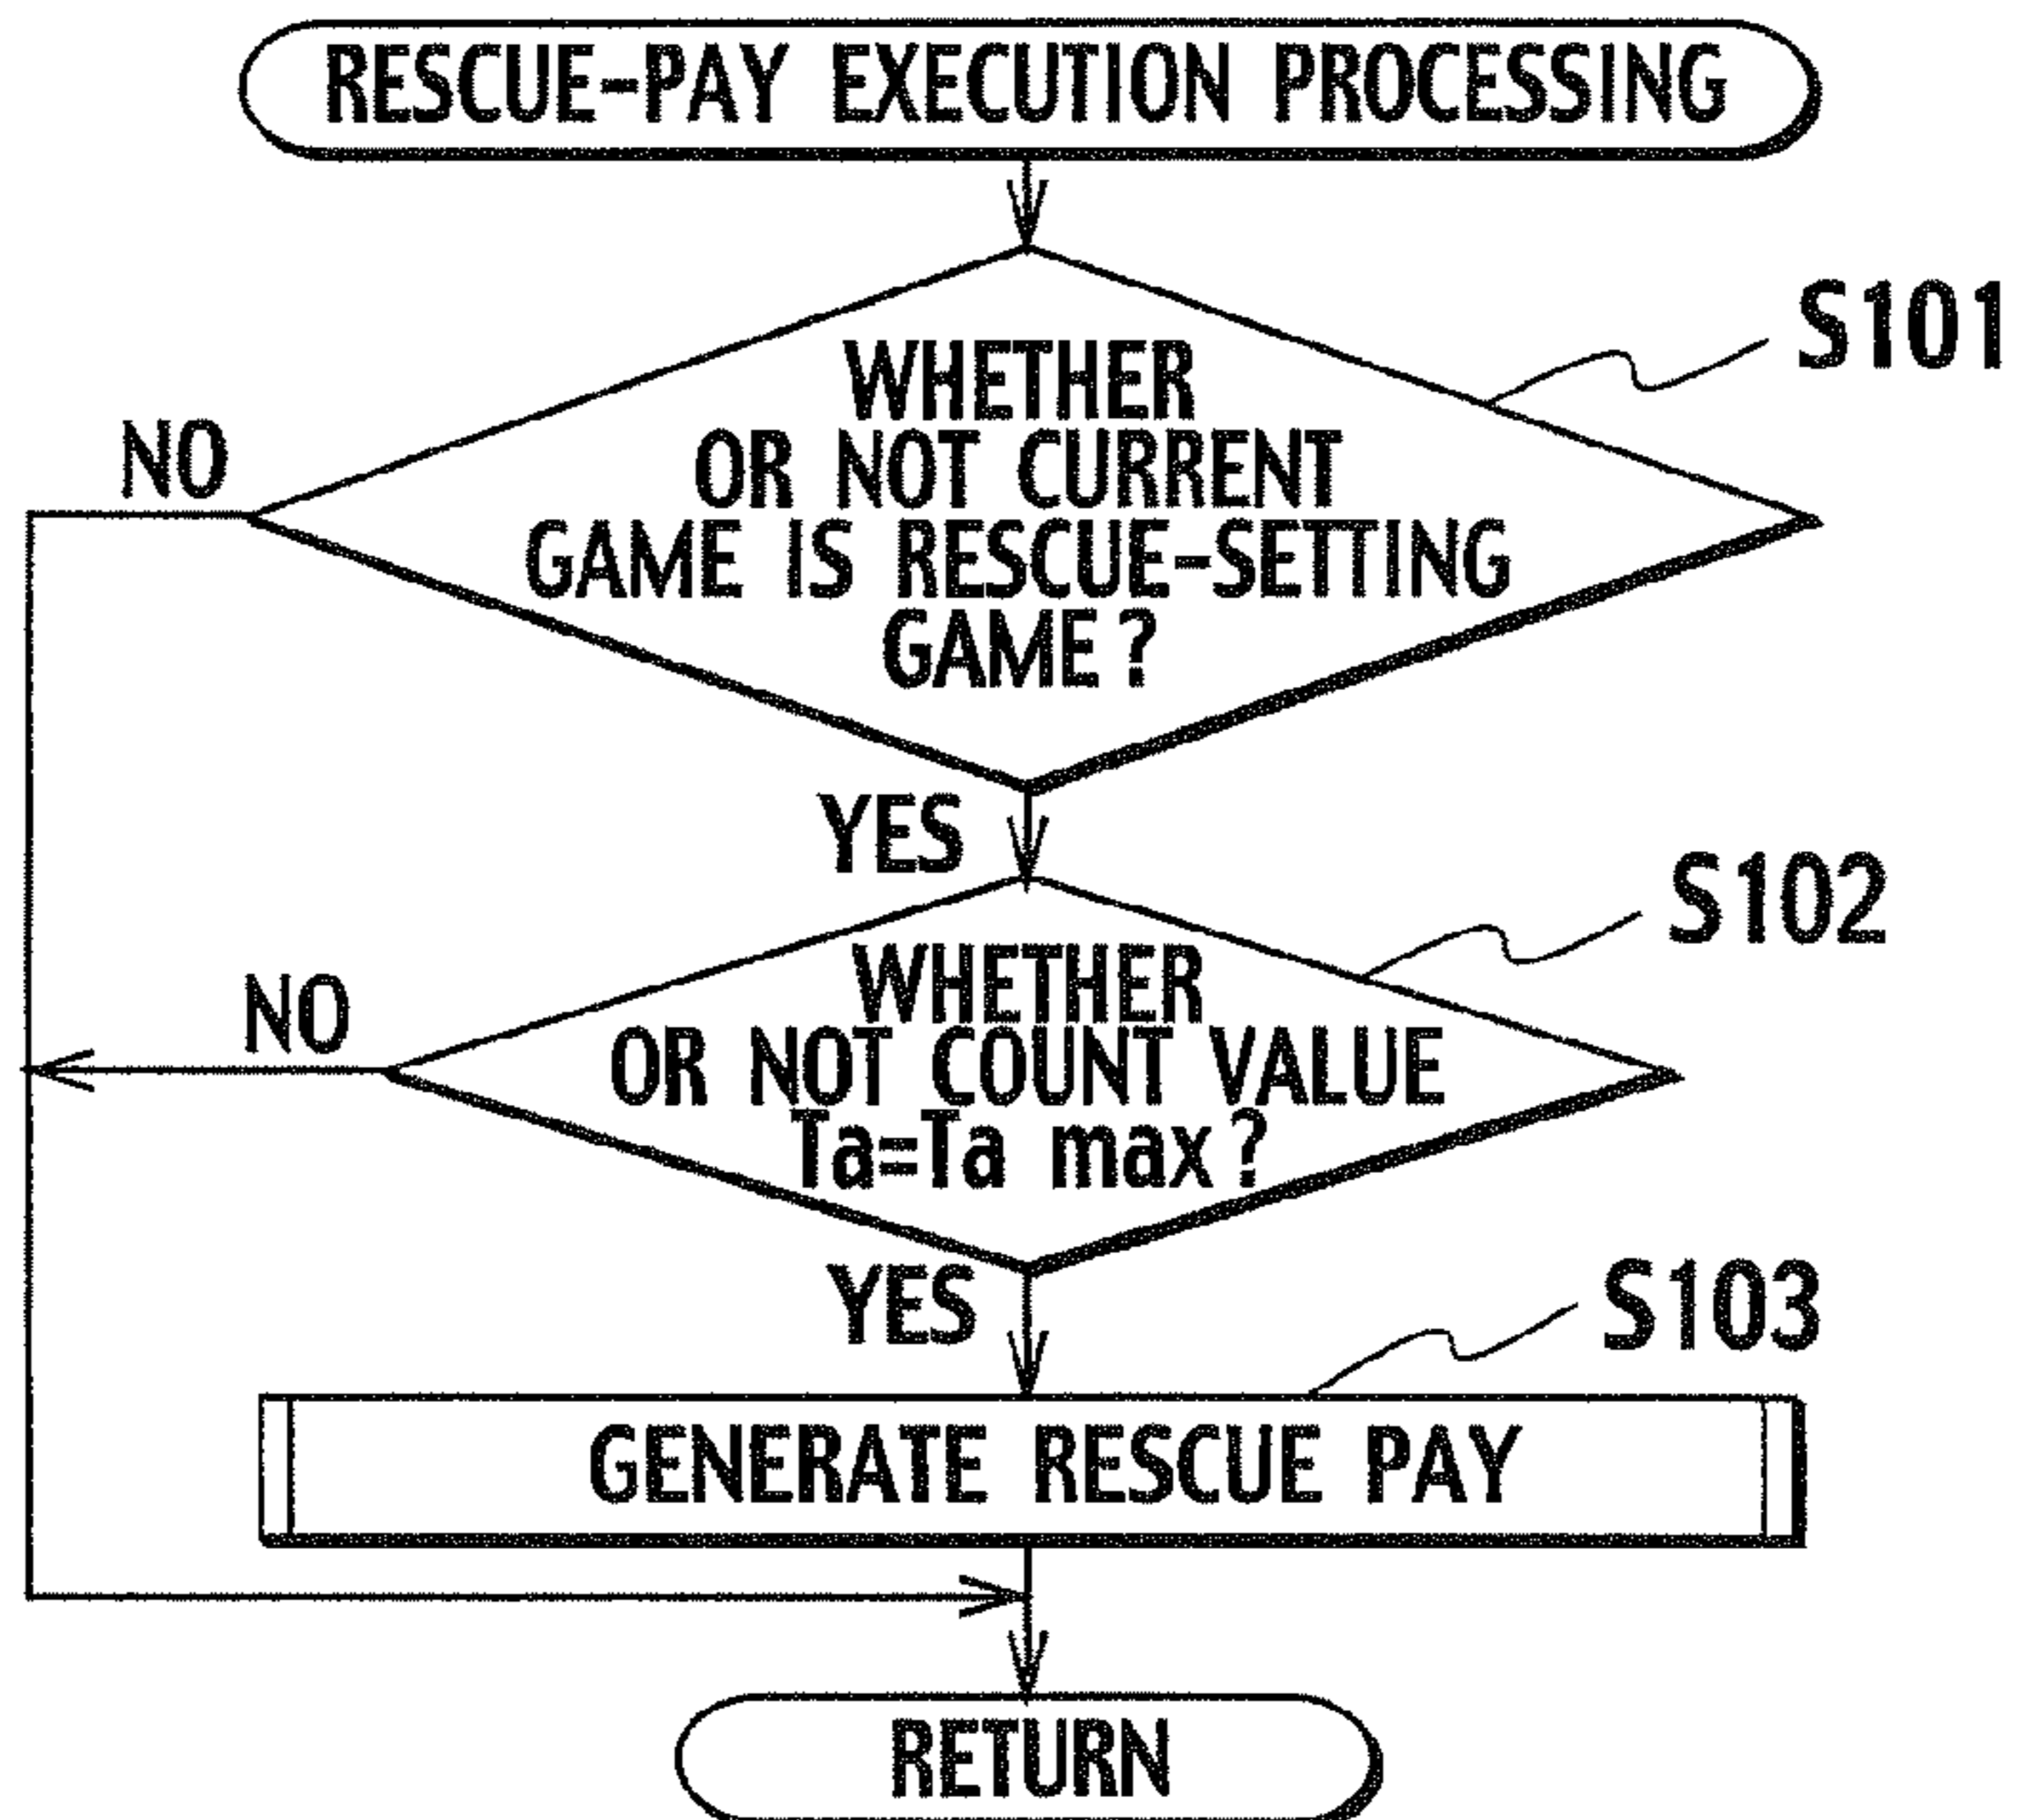 RESCUE-PAY EXECUTION PROCESSING
S101
WHETHER
OR NOT CURRENT
GAME IS RESCUE-SETTING
GAME?
NO
YES
S102
WHETHER
OR NOT COUNT VALUE
Ta=Ta max?
NO
YES
S103
GENERATE RESCUE PAY
RETURN